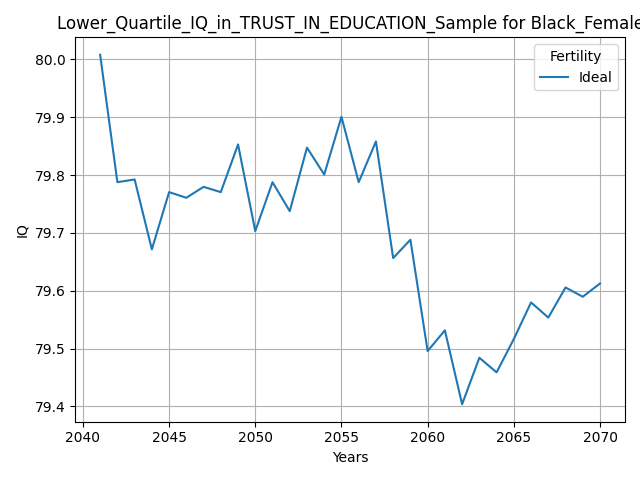 Lower_Quartile_IQ_in_TRUST_IN_EDUCATION_Sample for Black_Female
Fertility
Ideal
80.0
79.9
79.8
79.7
79.6
79.5
79.4
IQ
2040 2045 2050 2055 2060 2065 2070
Years